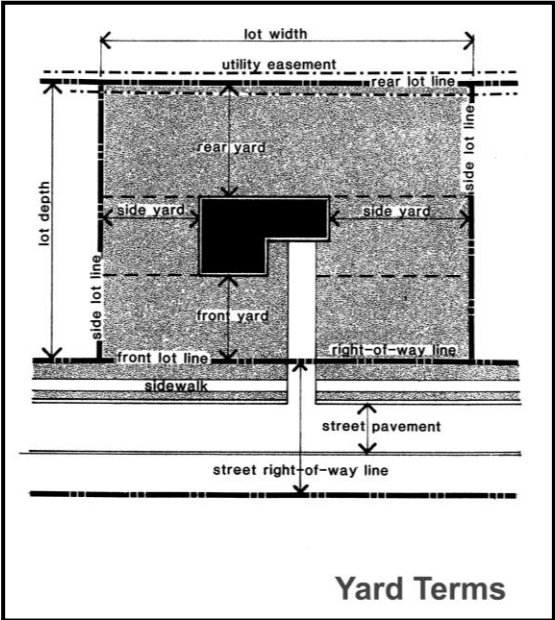 lot width
utility easement
rear lot line
rear yard
side lot line
lot depth
side yard
side yard
side lot line
front yard
front lot line
right-of-way line
sidewalk
street pavement
street right-of-way line
Yard Terms